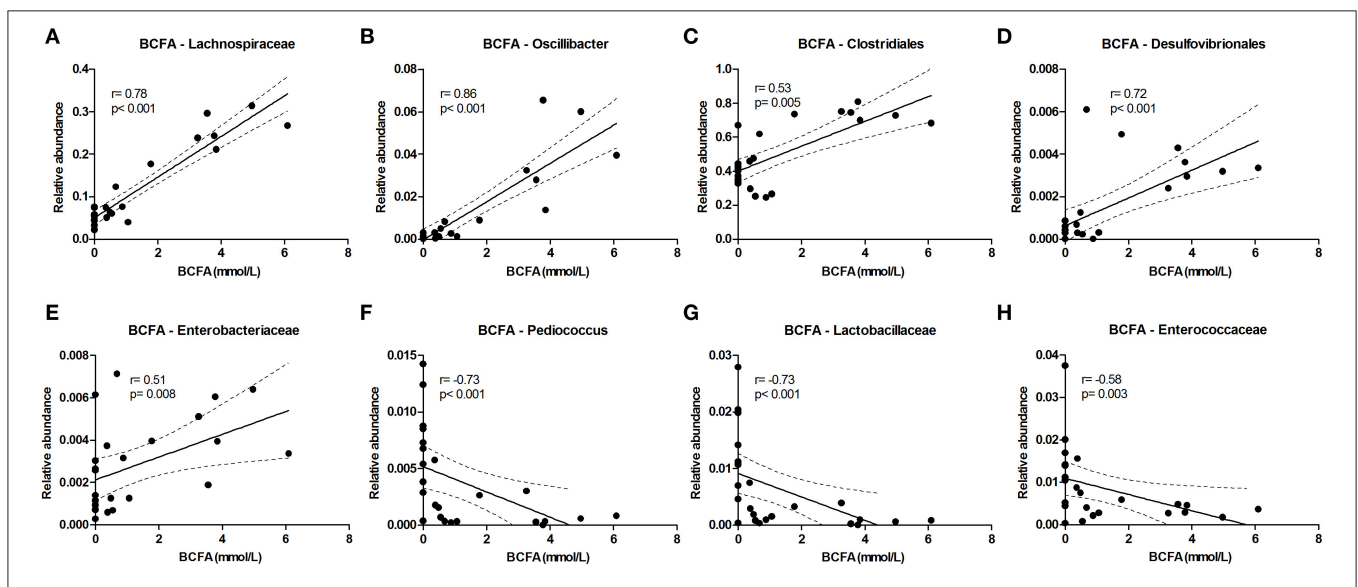 A
BCFA - Lachnospiraceae
r= 0.78
p< 0.001
Relative abundance
0.4
0.3
0.2
0.1
0.0
0 2 4 6 8
BCFA (mmol/L)
B
BCFA - Oscillibacter
r= 0.86
p< 0.001
Relative abundance
0.08
0.06
0.04
0.02
0.00
0 2 4 6 8
BCFA (mmol/L)
C
BCFA - Clostridiales
r= 0.53
p= 0.005
Relative abundance
1.0
0.8
0.6
0.4
0.2
0.0
0 2 4 6 8
BCFA (mmol/L)
D
BCFA - Desulfovibrionales
r= 0.72
p< 0.001
Relative abundance
0.008
0.006
0.004
0.002
0.000
0 2 4 6 8
BCFA (mmol/L)
E
BCFA - Enterobacteriaceae
r= 0.51
p= 0.008
Relative abundance
0.008
0.006
0.004
0.002
0.000
0 2 4 6 8
BCFA (mmol/L)
F
BCFA - Pediococcus
r= -0.73
p< 0.001
Relative abundance
0.015
0.010
0.005
0.000
0 2 4 6 8
BCFA (mmol/L)
G
BCFA - Lactobacillaceae
r= -0.73
p< 0.001
Relative abundance
0.03
0.02
0.01
0.00
0 2 4 6 8
BCFA (mmol/L)
H
BCFA - Enterococcaceae
r= -0.58
p= 0.003
Relative abundance
0.04
0.03
0.02
0.01
0.00
0 2 4 6 8
BCFA (mmol/L)